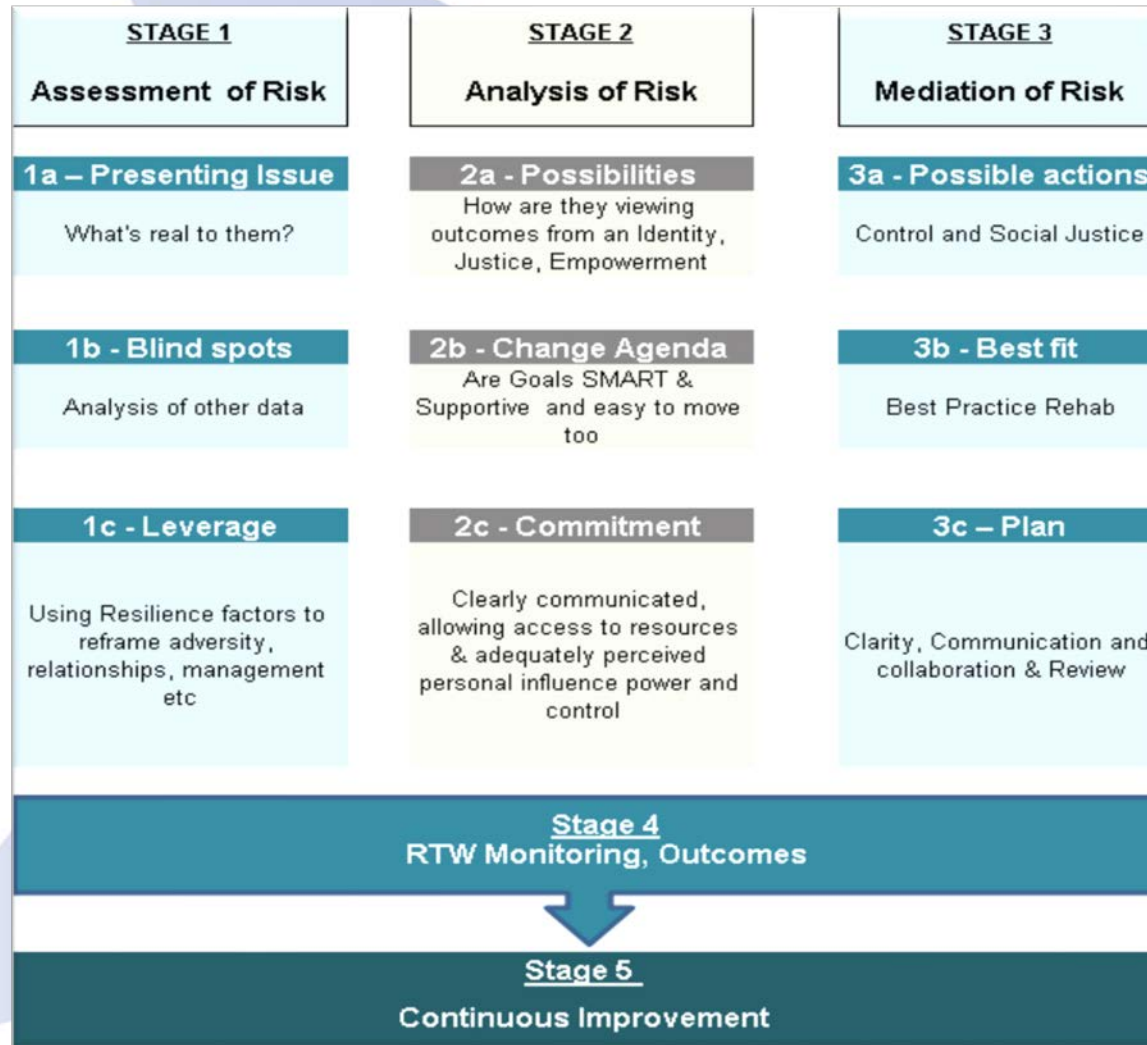 STAGE 1
Assessment of Risk
1a – Presenting Issue
What's real to them?
1b - Blind spots
Analysis of other data
1c - Leverage
Using Resilience factors to
reframe adversity,
relationships, management
etc
STAGE 2
Analysis of Risk
2a - Possibilities
How are they viewing
outcomes from an Identity,
Justice, Empowerment
2b - Change Agenda
Are Goals SMART &
Supportive and easy to move
too
2c - Commitment
Clearly communicated,
allowing access to resources
& adequately perceived
personal influence power and
control
STAGE 3
Mediation of Risk
3a - Possible actions
Control and Social Justice
3b - Best fit
Best Practice Rehab
3c – Plan
Clarity, Communication and
collaboration & Review
Stage 4
RTW Monitoring, Outcomes
Stage 5
Continuous Improvement